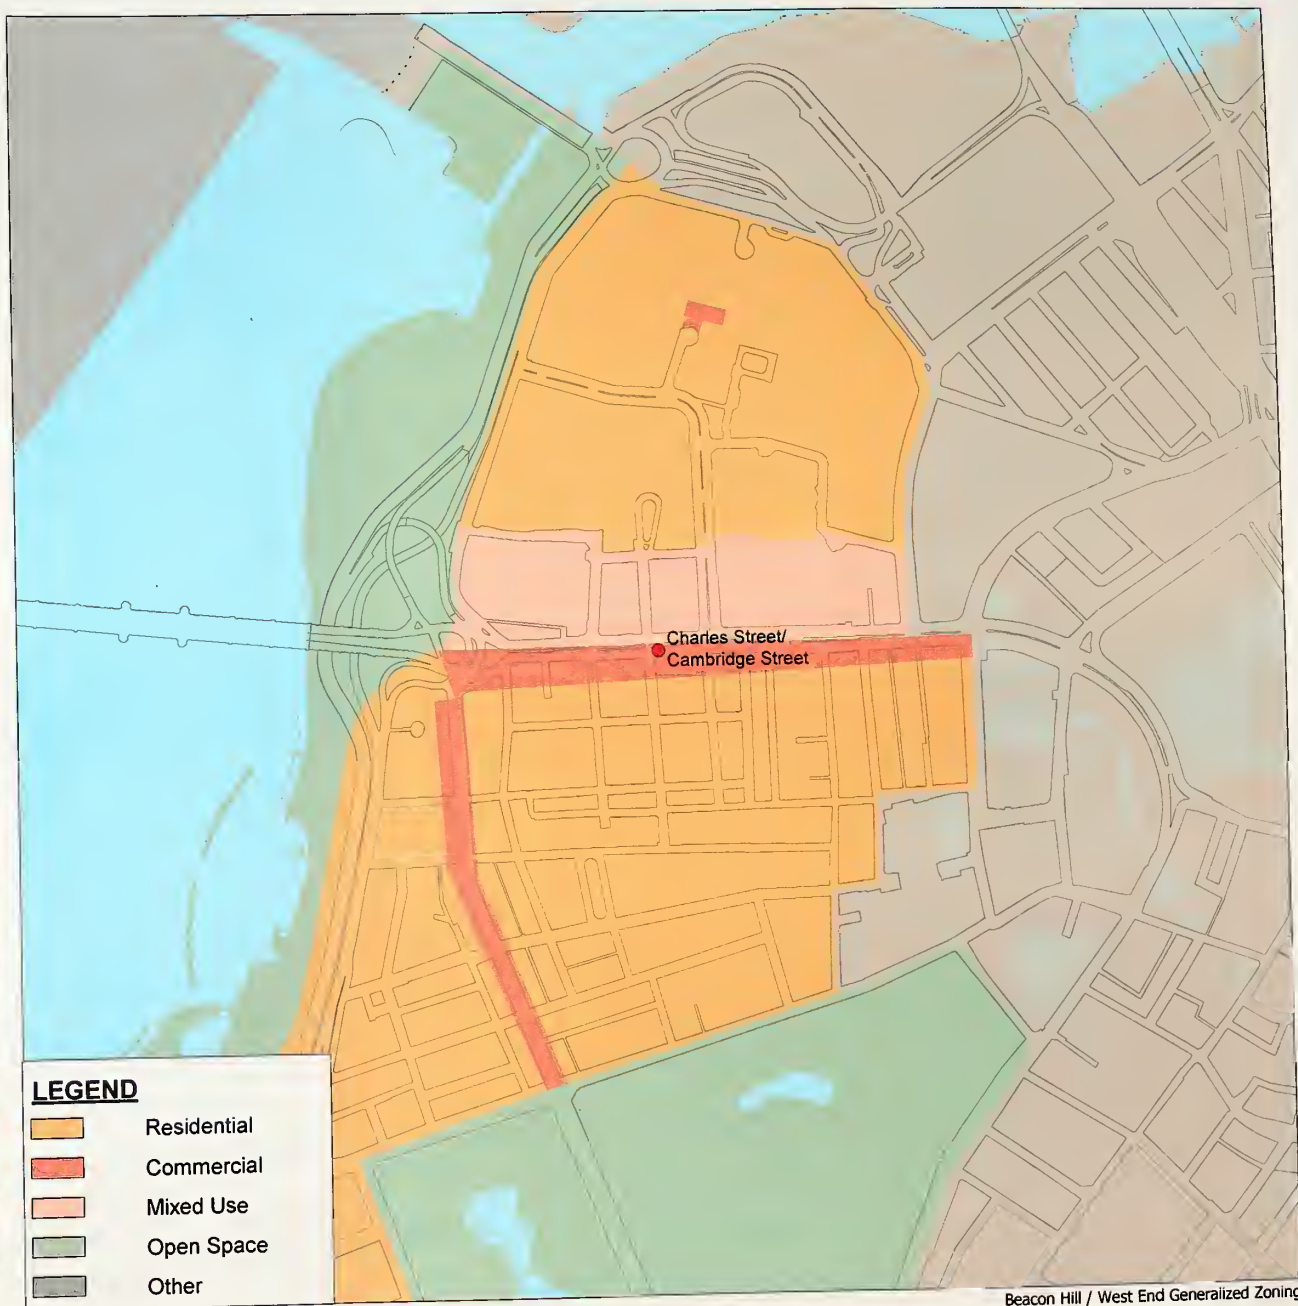 Charles Street/
Cambridge Street
LEGEND
Residential
Commercial
Mixed Use
Open Space
Other
Beacon Hill / West End Generalized Zoning